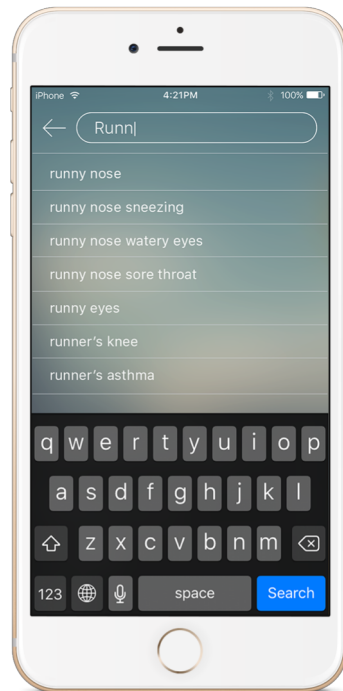 iPhone 4:21PM 100%
Runn
runny nose
runny nose sneezing
runny nose watery eyes
runny nose sore throat
runny eyes
runner's knee
runner's asthma
q w e r t y u i o p
a s d f g h j k l
z x c v b n m
123 space Search